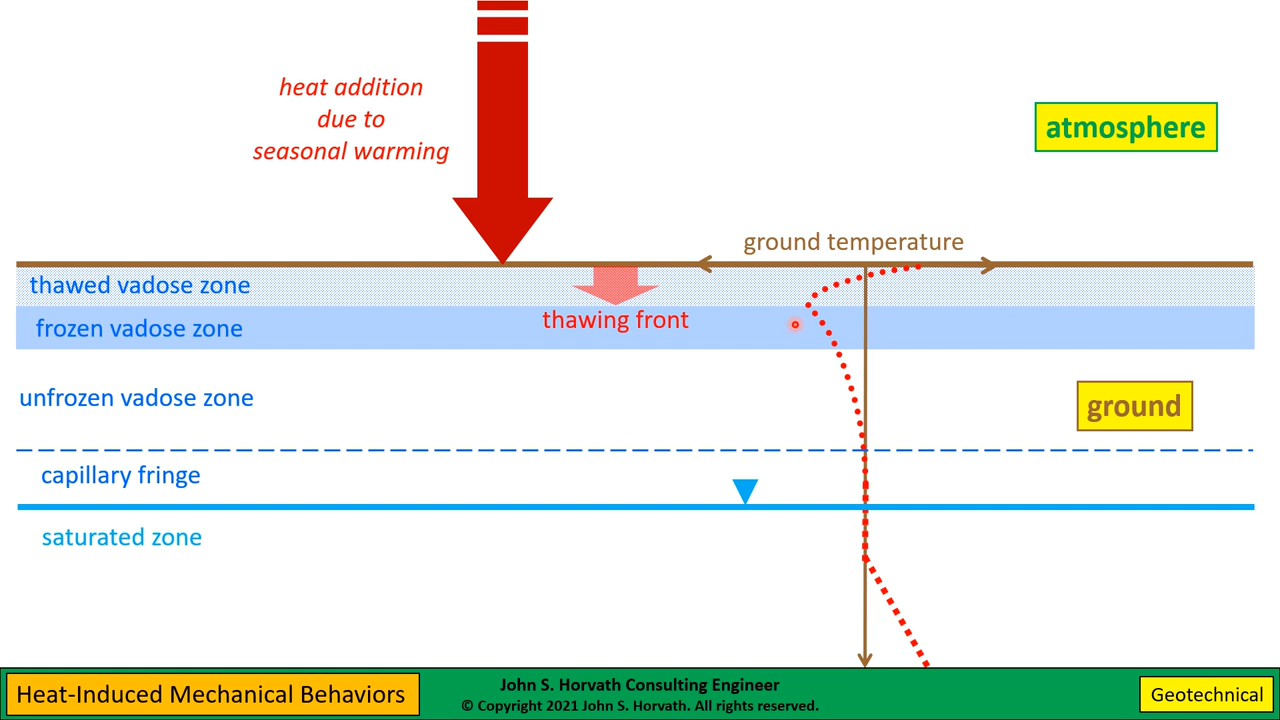 heat addition
due to
seasonal warming
atmosphere
ground temperature
thawed vadose zone
thawing front
frozen vadose zone
unfrozen vadose zone
ground
capillary fringe
saturated zone
Heat-Induced Mechanical Behaviors
John S. Horvath Consulting Engineer
© Copyright 2021 John S. Horvath. All rights reserved.
Geotechnical